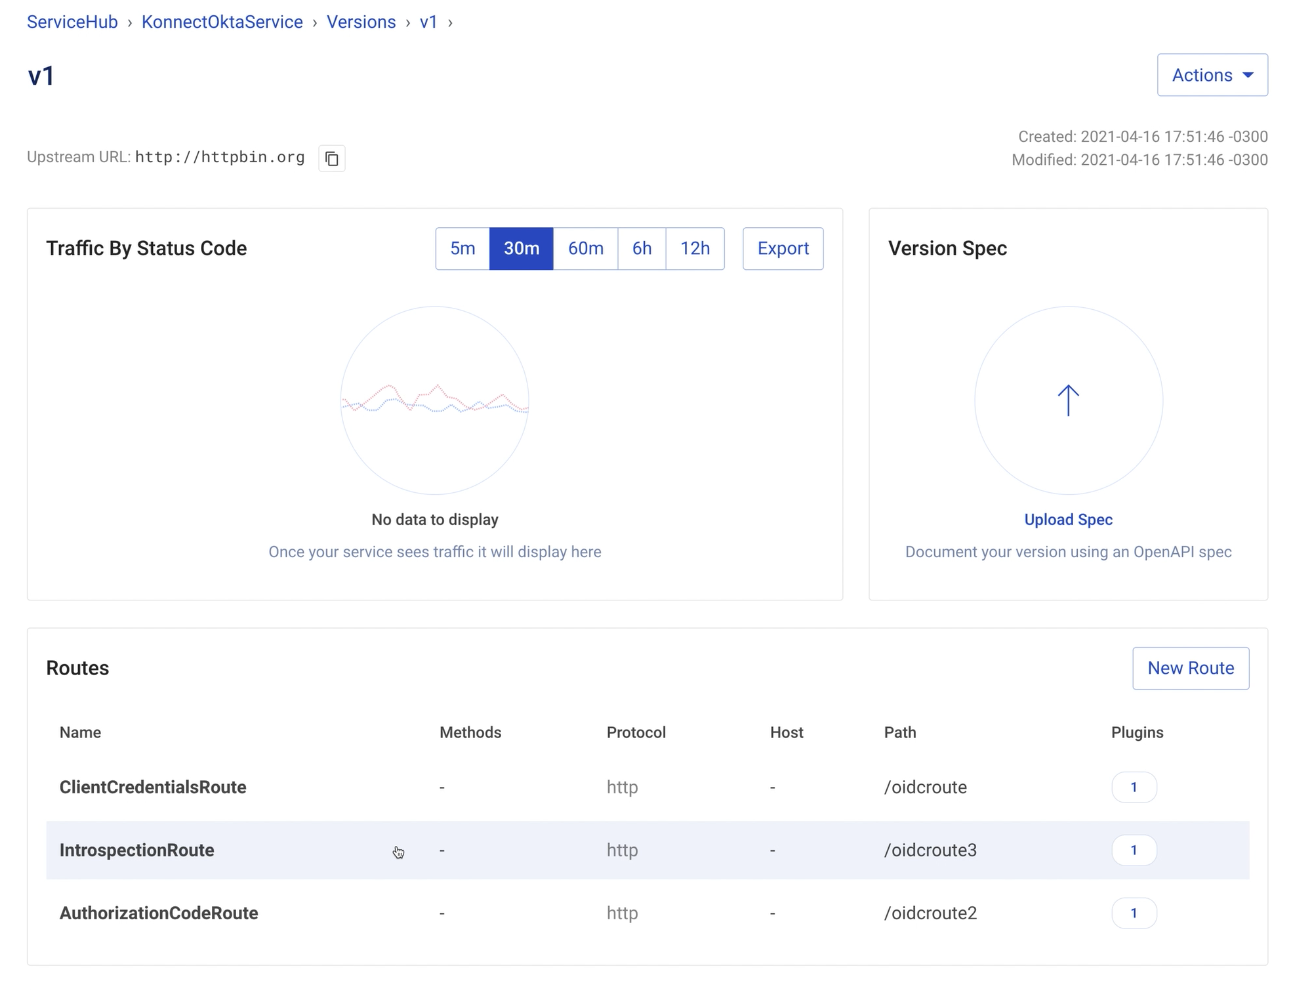 ServiceHub › KonnectOktaService › Versions › v1 ›
v1
Actions
Created: 2021-04-16 17:51:46 -0300
Upstream URL: http://httpbin.org
Modified: 2021-04-16 17:51:46 -0300
Traffic By Status Code
5m 30m 60m 6h 12h Export
No data to display
Once your service sees traffic it will display here
Version Spec
Upload Spec
Document your version using an OpenAPI spec
Routes
New Route
Name Methods Protocol Host Path Plugins
ClientCredentialsRoute - http - /oidcroute 1
IntrospectionRoute - http - /oidcroute3 1
AuthorizationCodeRoute - http - /oidcroute2 1